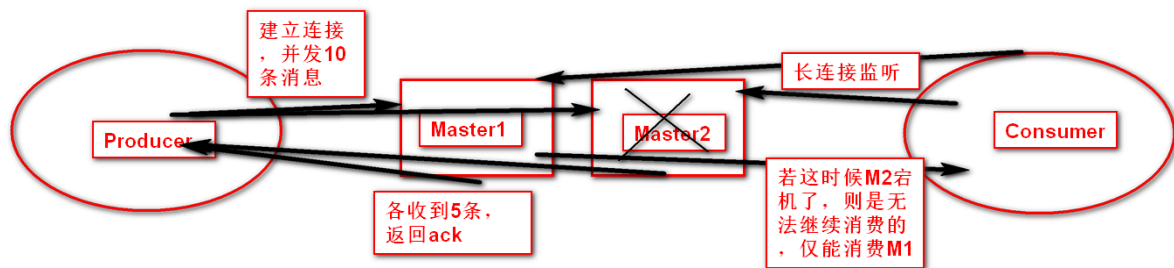 建立连接
，并发10
条消息
长连接监听
Producer
Master1
Master2
Consumer
各收到5条，
返回ack
若这时候M2宕
机了，则是无
法继续消费的
，仅能消费M1